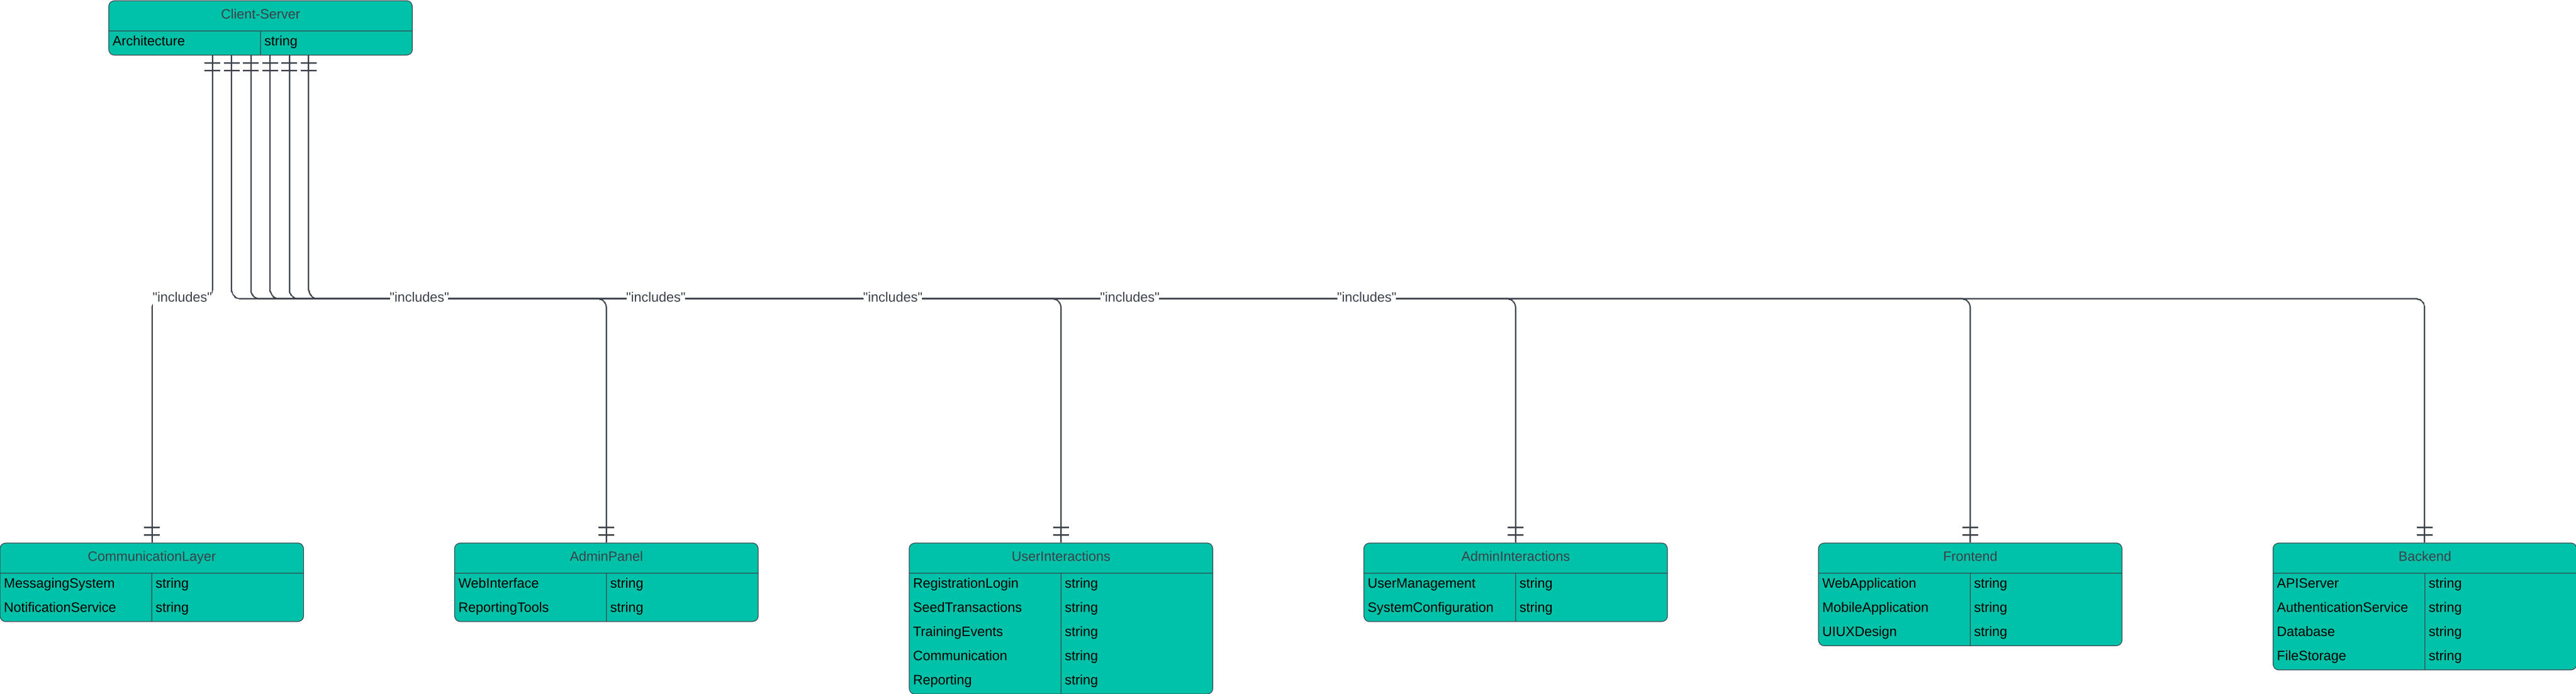 Client-Server
Architecture string
"includes" "includes" "includes" "includes" "includes" "includes"
CommunicationLayer
MessagingSystem string
NotificationService string
AdminPanel
WebInterface string
ReportingTools string
UserInteractions
RegistrationLogin string
SeedTransactions string
TrainingEvents string
Communication string
Reporting string
AdminInteractions
UserManagement string
SystemConfiguration string
Frontend
WebApplication string
MobileApplication string
UIUXDesign string
Backend
APIServer string
AuthenticationService string
Database string
FileStorage string